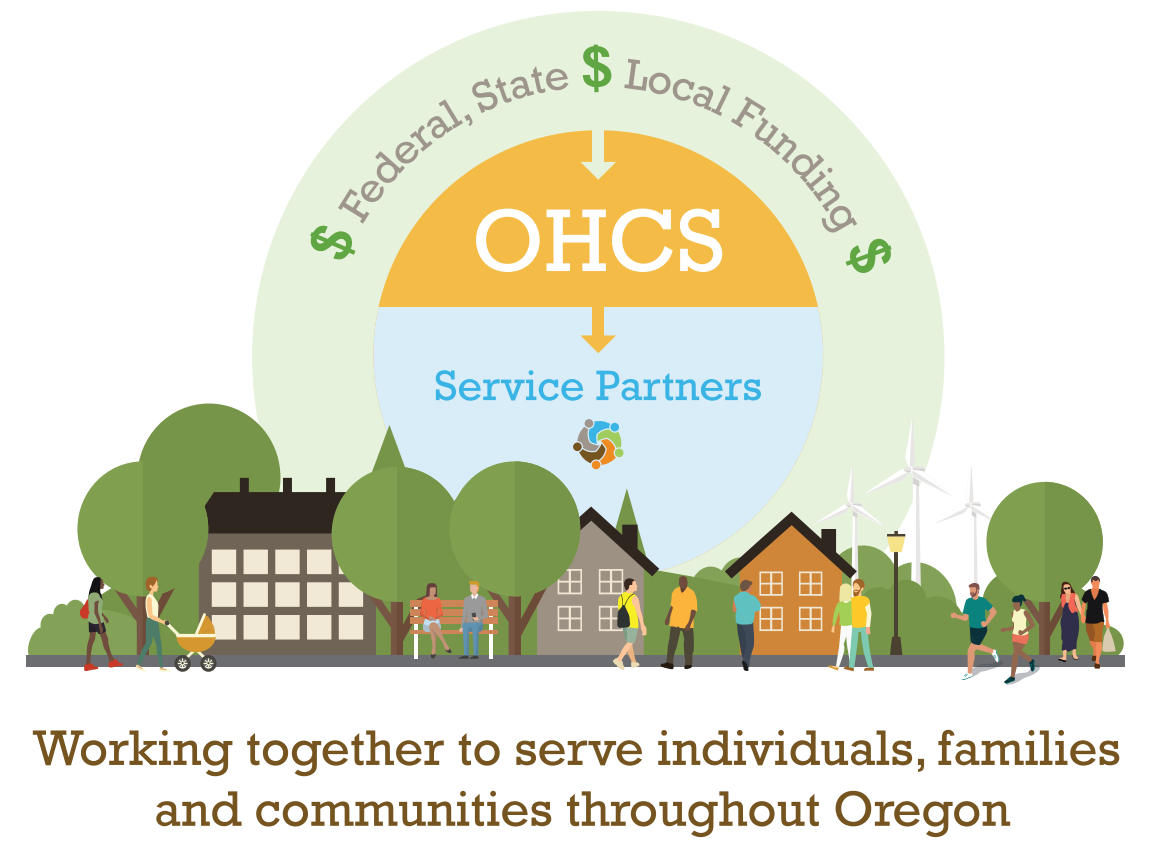 $ Federal, State $ Local Funding $
OHCS
Service Partners
Working together to serve individuals, families
and communities throughout Oregon